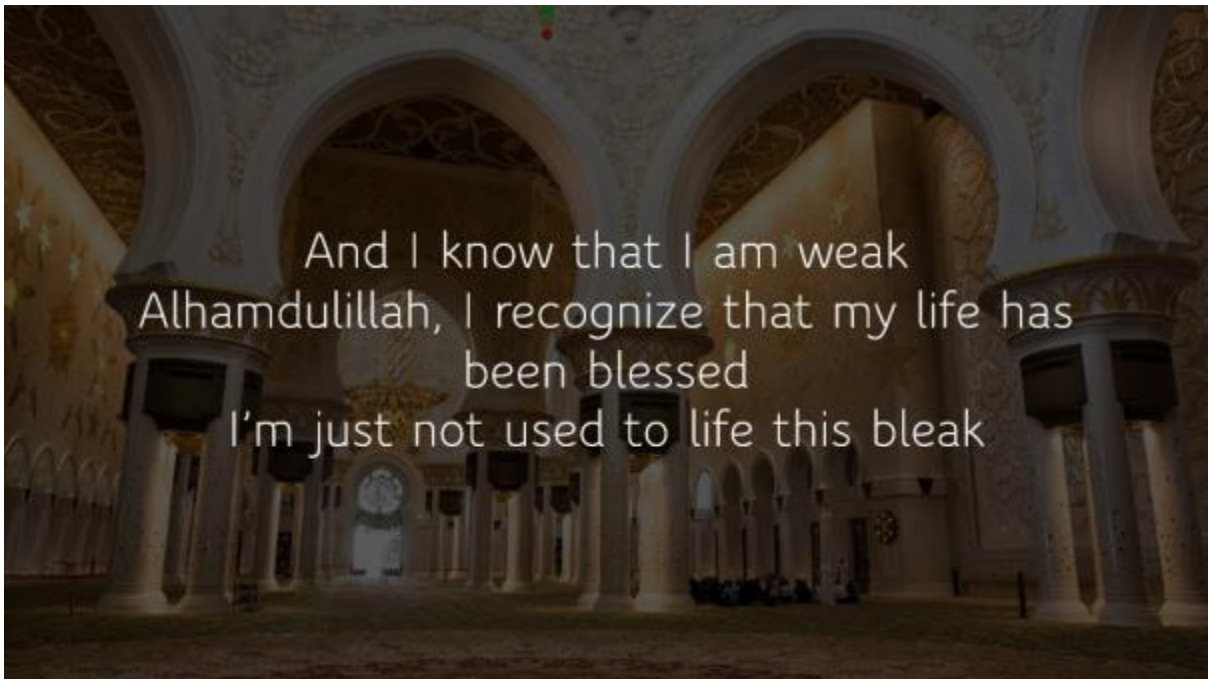 And I know that I am weak
Alhamdulillah, I recognize that my life has
been blessed
I'm just not used to life this bleak